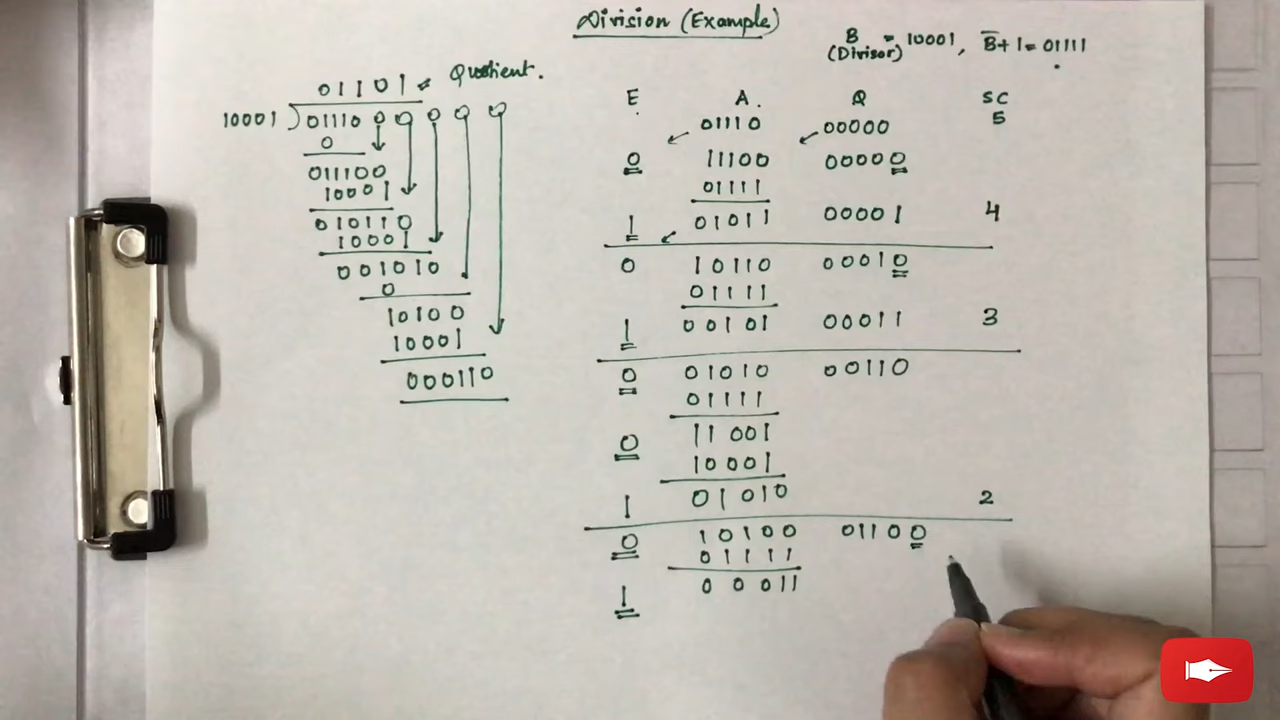 Division (Example)
B (Divisor) = 10001, B̅+1 = 01111
01101 ← Quotient.
10001 ) 01110 0 0 0 0 0
0
011100
10001
010110
10001
001010
0
10100
10001
000110
E A. Q SC
01110 00000 5
0 11100 00000
01111
1 01011 00001 4
0 10110 00010
01111
1 00101 00011 3
0 01010 00110
01111
0 11001
10001
1 01010 2
0 10100 01100
01111
1 00011